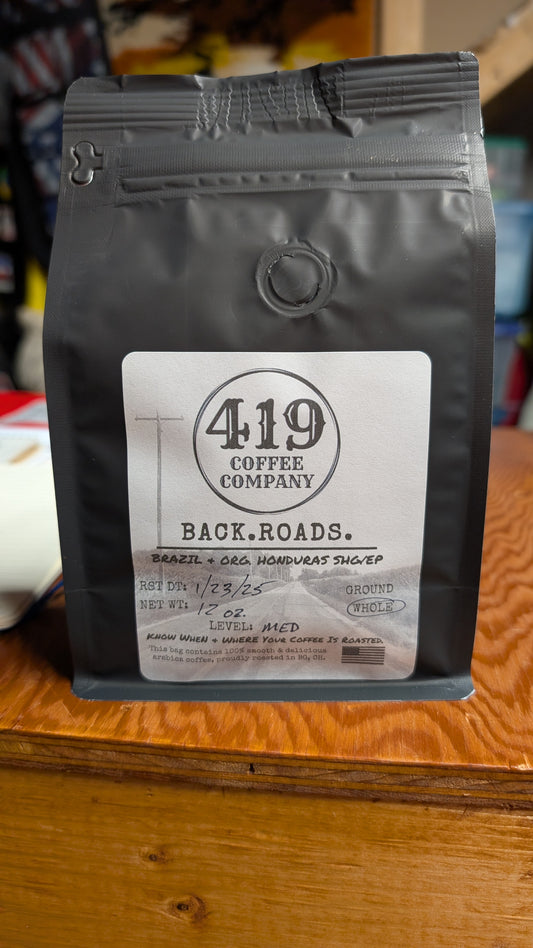 419
COFFEE
COMPANY
BACK.ROADS.
BRAZIL & ORG. HONDURAS SHG/EP
RST DT: 1/23/25
GROUND
NET WT: 12 oz.
WHOLE
LEVEL: MED
KNOW WHEN & WHERE YOUR COFFEE IS ROASTED.
This bag contains 100% smooth & delicious
arabica coffee, proudly roasted in BG, OH.